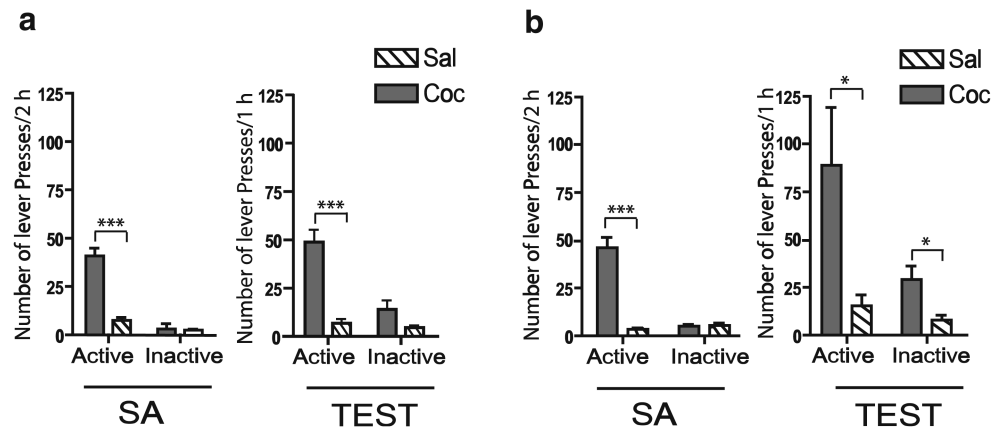 a
Sal
Coc
Number of lever Presses/2 h
125
100
75
50
25
0
***
Active Inactive
SA
Number of lever Presses/1 h
125
100
75
50
25
0
***
Active Inactive
TEST
b
Sal
Coc
Number of lever Presses/2 h
125
100
75
50
25
0
***
Active Inactive
SA
Number of lever Presses/1 h
125
100
75
50
25
0
*
*
Active Inactive
TEST